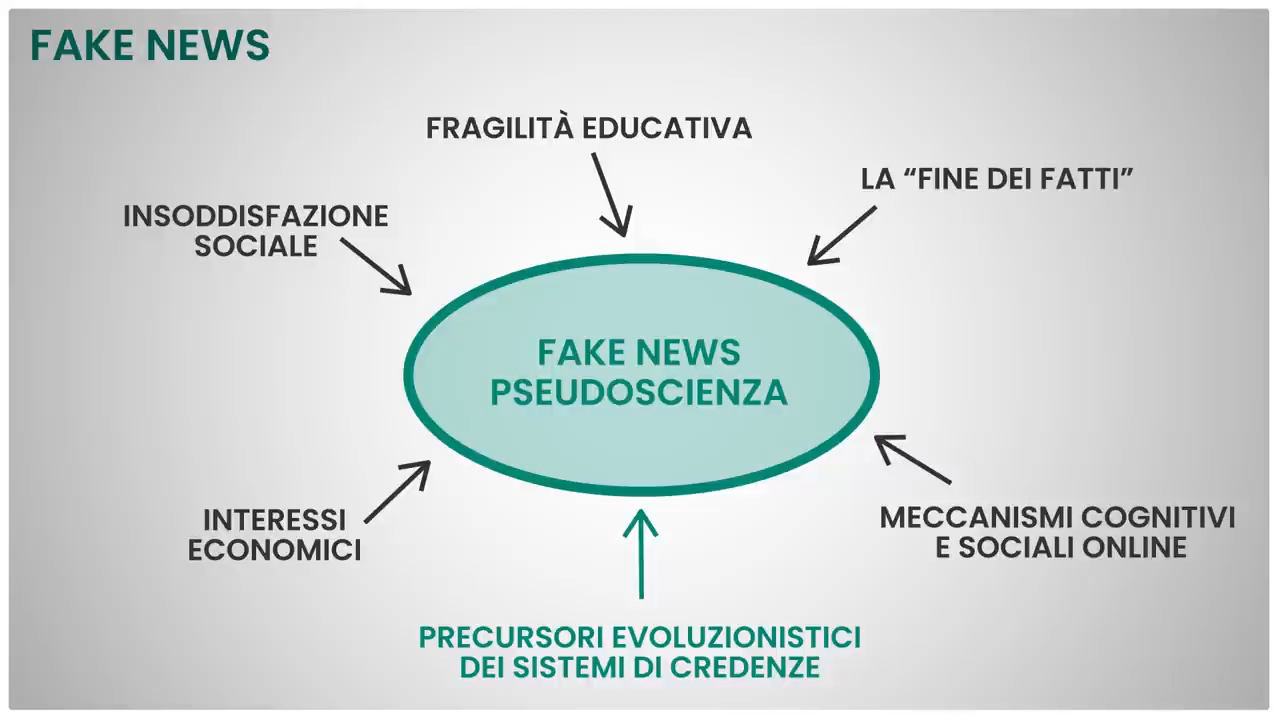 FAKE NEWS
FRAGILITÀ EDUCATIVA
LA “FINE DEI FATTI”
INSODDISFAZIONE
SOCIALE
FAKE NEWS
PSEUDOSCIENZA
INTERESSI
ECONOMICI
MECCANISMI COGNITIVI
E SOCIALI ONLINE
PRECURSORI EVOLUZIONISTICI
DEI SISTEMI DI CREDENZE